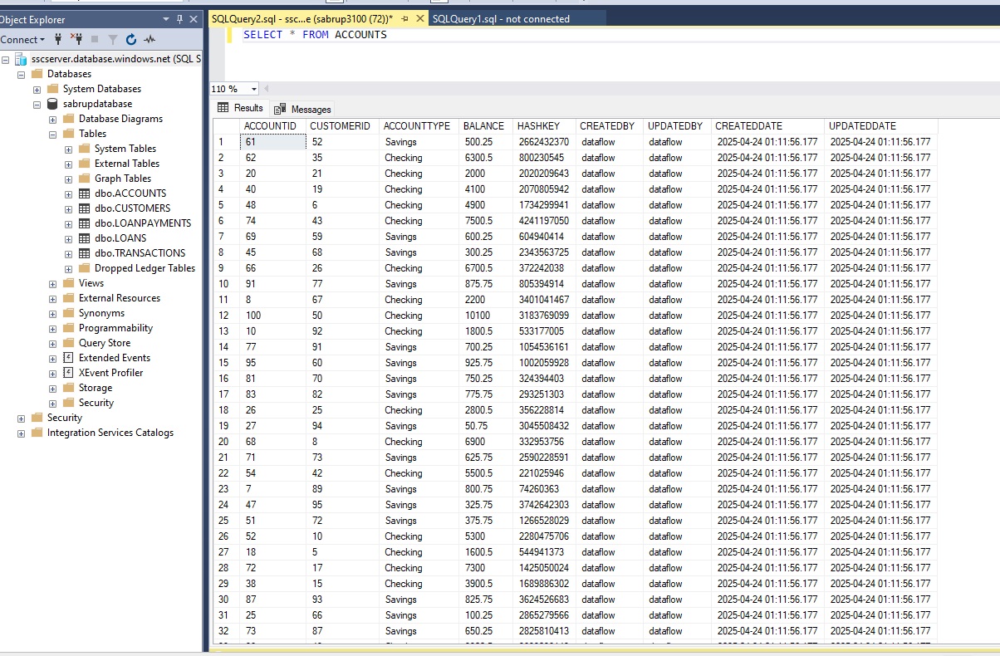 Object Explorer
Connect
sscserver.database.windows.net (SQL S
Databases
System Databases
sabrupdatabase
Database Diagrams
Tables
System Tables
External Tables
Graph Tables
dbo.ACCOUNTS
dbo.CUSTOMERS
dbo.LOANPAYMENTS
dbo.LOANS
dbo.TRANSACTIONS
Dropped Ledger Tables
Views
External Resources
Synonyms
Programmability
Query Store
Extended Events
XEvent Profiler
Storage
Security
Security
Integration Services Catalogs
SQLQuery2.sql - ssc...e (sabrup3100 (72))* SQLQuery1.sql - not connected
SELECT * FROM ACCOUNTS
110 %
Results Messages
ACCOUNTID CUSTOMERID ACCOUNTTYPE BALANCE HASHKEY CREATEDBY UPDATEDBY CREATEDDATE UPDATEDDATE
1 61 52 Savings 500.25 2662432370 dataflow dataflow 2025-04-24 01:11:56.177 2025-04-24 01:11:56.177
2 62 35 Checking 6300.5 800230545 dataflow dataflow 2025-04-24 01:11:56.177 2025-04-24 01:11:56.177
3 20 21 Checking 2000 2020209643 dataflow dataflow 2025-04-24 01:11:56.177 2025-04-24 01:11:56.177
4 40 19 Checking 4100 2070805942 dataflow dataflow 2025-04-24 01:11:56.177 2025-04-24 01:11:56.177
5 48 6 Checking 4900 1734299941 dataflow dataflow 2025-04-24 01:11:56.177 2025-04-24 01:11:56.177
6 74 43 Checking 7500.5 4241197050 dataflow dataflow 2025-04-24 01:11:56.177 2025-04-24 01:11:56.177
7 69 59 Savings 600.25 604940414 dataflow dataflow 2025-04-24 01:11:56.177 2025-04-24 01:11:56.177
8 45 68 Savings 300.25 2343563725 dataflow dataflow 2025-04-24 01:11:56.177 2025-04-24 01:11:56.177
9 66 26 Checking 6700.5 372242038 dataflow dataflow 2025-04-24 01:11:56.177 2025-04-24 01:11:56.177
10 91 77 Savings 875.75 805394914 dataflow dataflow 2025-04-24 01:11:56.177 2025-04-24 01:11:56.177
11 8 67 Checking 2200 3401041467 dataflow dataflow 2025-04-24 01:11:56.177 2025-04-24 01:11:56.177
12 100 50 Checking 10100 3183769099 dataflow dataflow 2025-04-24 01:11:56.177 2025-04-24 01:11:56.177
13 10 92 Checking 1800.5 533177005 dataflow dataflow 2025-04-24 01:11:56.177 2025-04-24 01:11:56.177
14 77 91 Savings 700.25 1054536161 dataflow dataflow 2025-04-24 01:11:56.177 2025-04-24 01:11:56.177
15 95 60 Savings 925.75 1002059928 dataflow dataflow 2025-04-24 01:11:56.177 2025-04-24 01:11:56.177
16 81 70 Savings 750.25 324394403 dataflow dataflow 2025-04-24 01:11:56.177 2025-04-24 01:11:56.177
17 83 82 Savings 775.75 293251303 dataflow dataflow 2025-04-24 01:11:56.177 2025-04-24 01:11:56.177
18 26 25 Checking 2800.5 356228814 dataflow dataflow 2025-04-24 01:11:56.177 2025-04-24 01:11:56.177
19 27 94 Savings 50.75 3045508432 dataflow dataflow 2025-04-24 01:11:56.177 2025-04-24 01:11:56.177
20 68 8 Checking 6900 332953756 dataflow dataflow 2025-04-24 01:11:56.177 2025-04-24 01:11:56.177
21 71 73 Savings 625.75 2590228591 dataflow dataflow 2025-04-24 01:11:56.177 2025-04-24 01:11:56.177
22 54 42 Checking 5500.5 221025946 dataflow dataflow 2025-04-24 01:11:56.177 2025-04-24 01:11:56.177
23 7 89 Savings 800.75 74260363 dataflow dataflow 2025-04-24 01:11:56.177 2025-04-24 01:11:56.177
24 47 95 Savings 325.75 3742642303 dataflow dataflow 2025-04-24 01:11:56.177 2025-04-24 01:11:56.177
25 51 72 Savings 375.75 1266528029 dataflow dataflow 2025-04-24 01:11:56.177 2025-04-24 01:11:56.177
26 52 10 Checking 5300 2280475706 dataflow dataflow 2025-04-24 01:11:56.177 2025-04-24 01:11:56.177
27 18 5 Checking 1600.5 544941373 dataflow dataflow 2025-04-24 01:11:56.177 2025-04-24 01:11:56.177
28 72 17 Checking 7300 1425050024 dataflow dataflow 2025-04-24 01:11:56.177 2025-04-24 01:11:56.177
29 38 15 Checking 3900.5 1689886302 dataflow dataflow 2025-04-24 01:11:56.177 2025-04-24 01:11:56.177
30 87 93 Savings 825.75 3624526683 dataflow dataflow 2025-04-24 01:11:56.177 2025-04-24 01:11:56.177
31 25 66 Savings 100.25 2865279566 dataflow dataflow 2025-04-24 01:11:56.177 2025-04-24 01:11:56.177
32 73 87 Savings 650.25 2825810413 dataflow dataflow 2025-04-24 01:11:56.177 2025-04-24 01:11:56.177